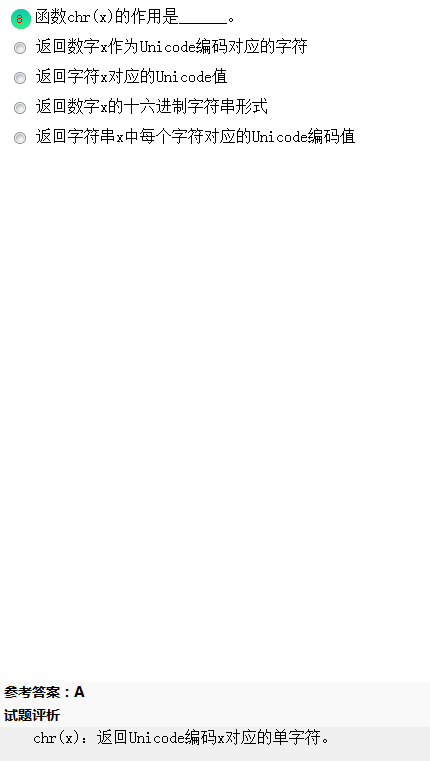 6 函数chr(x)的作用是______。
返回数字x作为Unicode编码对应的字符
返回字符x对应的Unicode值
返回数字x的十六进制字符串形式
返回字符串x中每个字符对应的Unicode编码值
参考答案：A
试题评析
chr(x)：返回Unicode编码x对应的单字符。